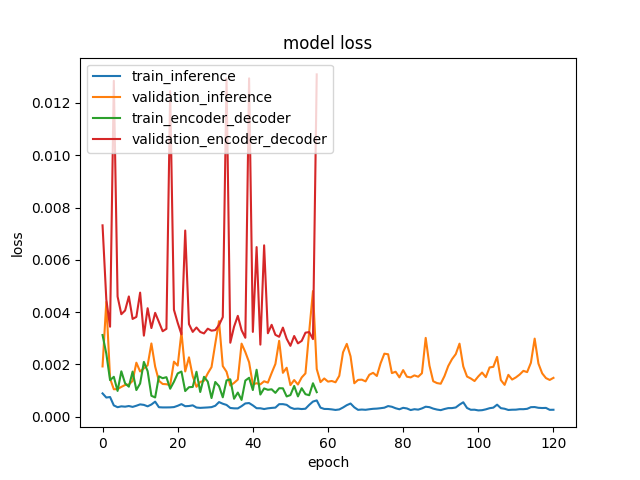 model loss
train_inference
validation_inference
train_encoder_decoder
validation_encoder_decoder
0.012
0.010
0.008
0.006
0.004
0.002
0.000
loss
0 20 40 60 80 100 120
epoch